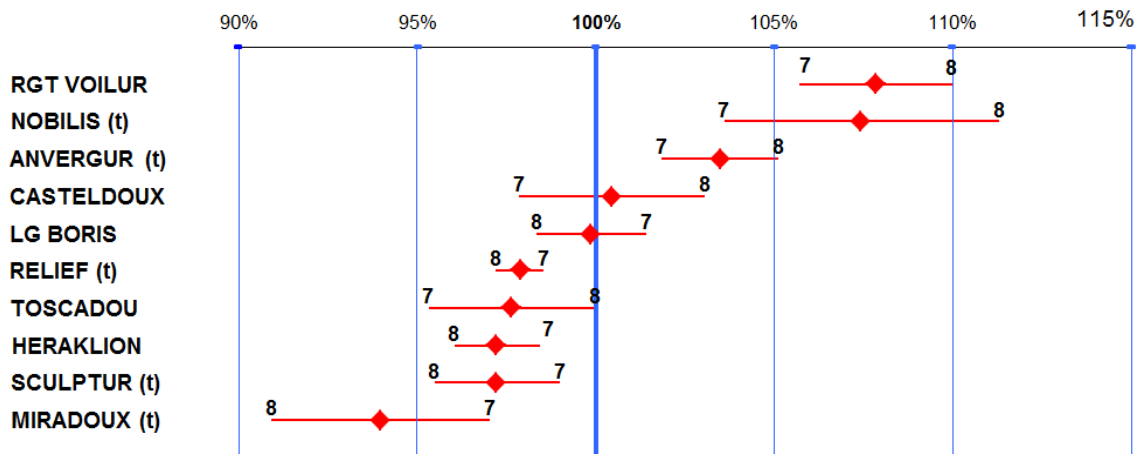 90% 95% 100% 105% 110% 115%
RGT VOILUR 7 8
NOBILIS (t) 7 8
ANVERGUR (t) 7 8
CASTELDOUX 7 8
LG BORIS 8 7
RELIEF (t) 8 7
TOSCADOU 7 8
HERAKLION 8 7
SCULPTUR (t) 8 7
MIRADOUX (t) 8 7